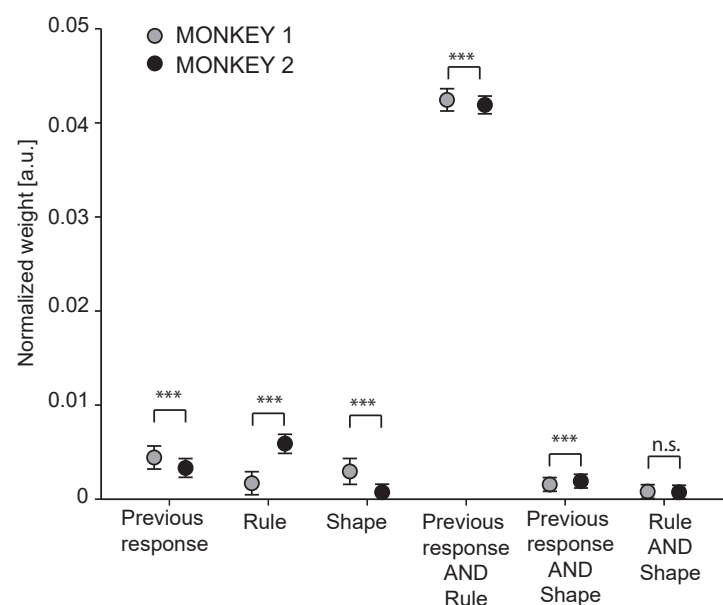 0.05
MONKEY 1
MONKEY 2
***
0.04
Normalized weight [a.u.]
0.03
0.02
0.01
***
***
***
***
n.s.
0
Previous
response
Rule
Shape
Previous
response
AND
Rule
Previous
response
AND
Shape
Rule
AND
Shape